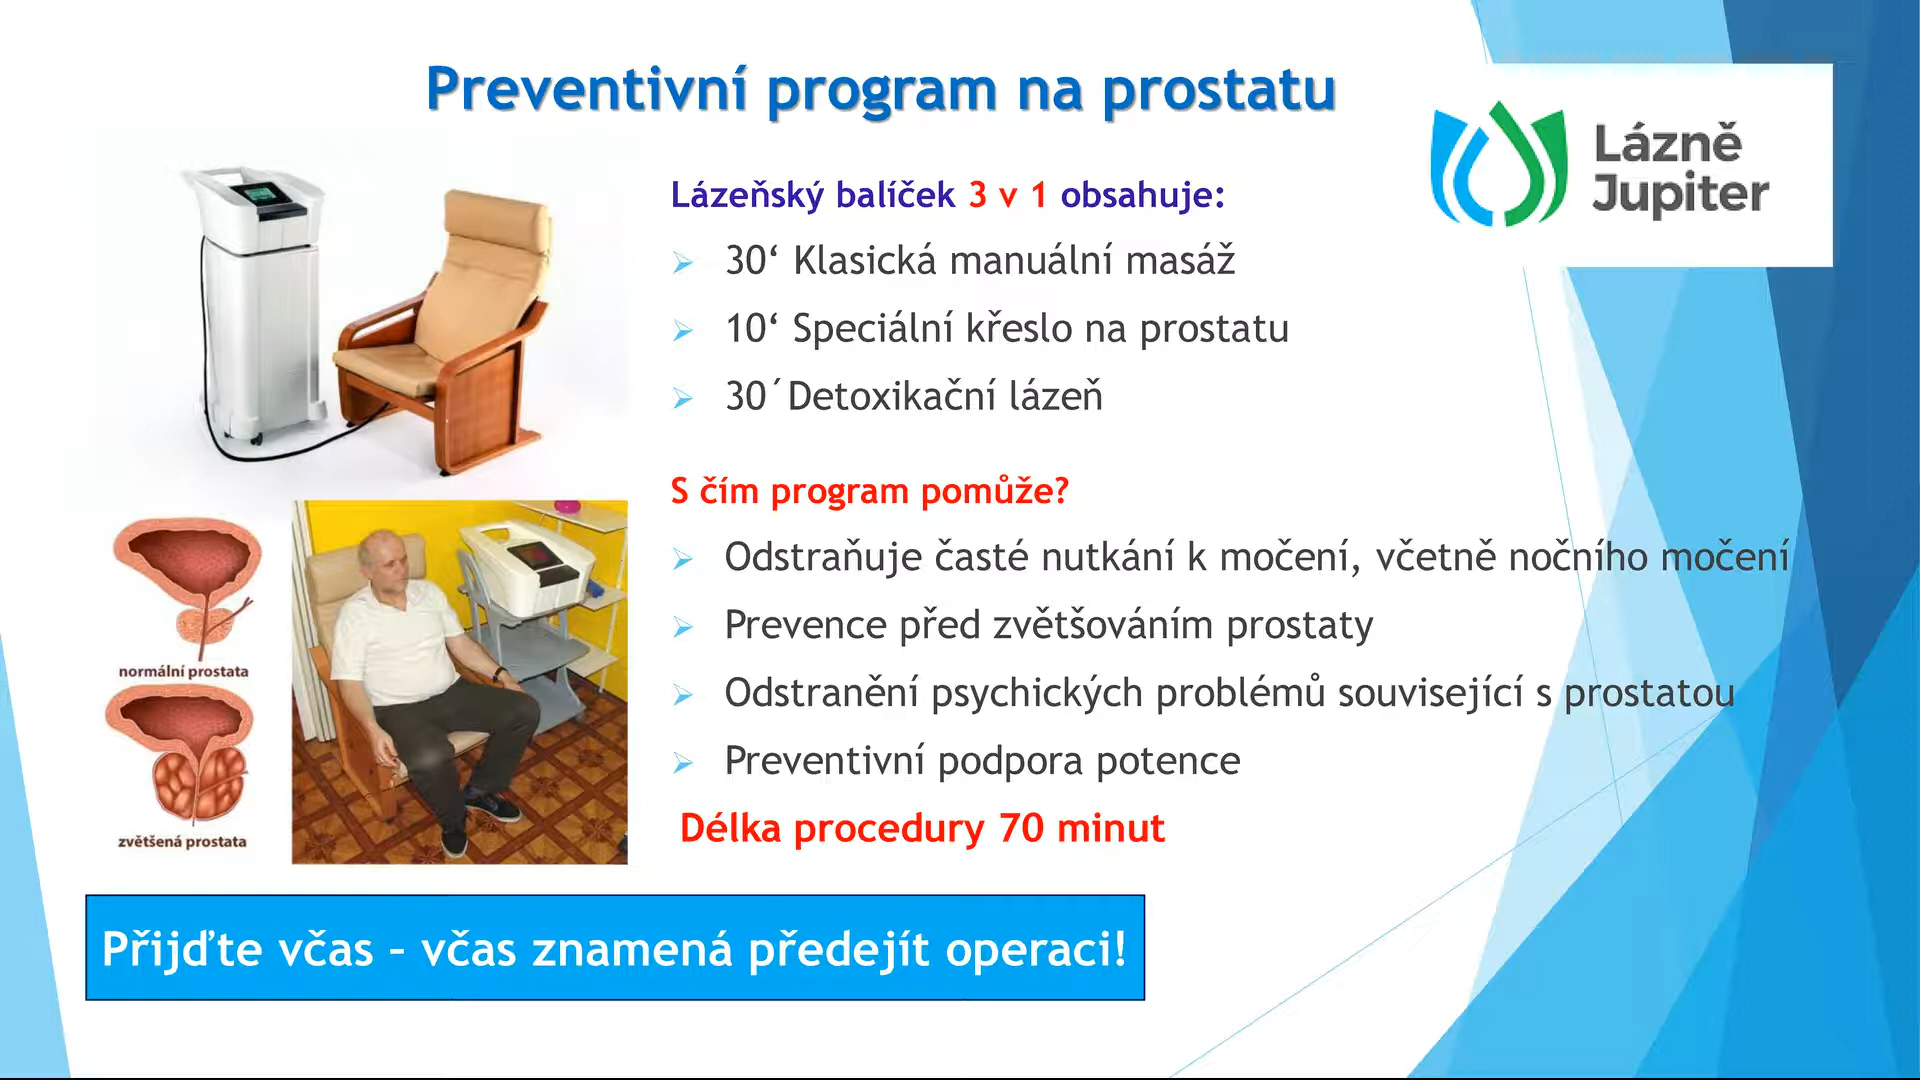 Preventivní program na prostatu
Lázně
Jupiter
Lázeňský balíček 3 v 1 obsahuje:
30‘ Klasická manuální masáž
10‘ Speciální křeslo na prostatu
30´Detoxikační lázeň
S čím program pomůže?
Odstraňuje časté nutkání k močení, včetně nočního močení
Prevence před zvětšováním prostaty
Odstranění psychických problémů související s prostatou
Preventivní podpora potence
Délka procedury 70 minut
normální prostata
zvětšená prostata
Přijďte včas – včas znamená předejít operaci!